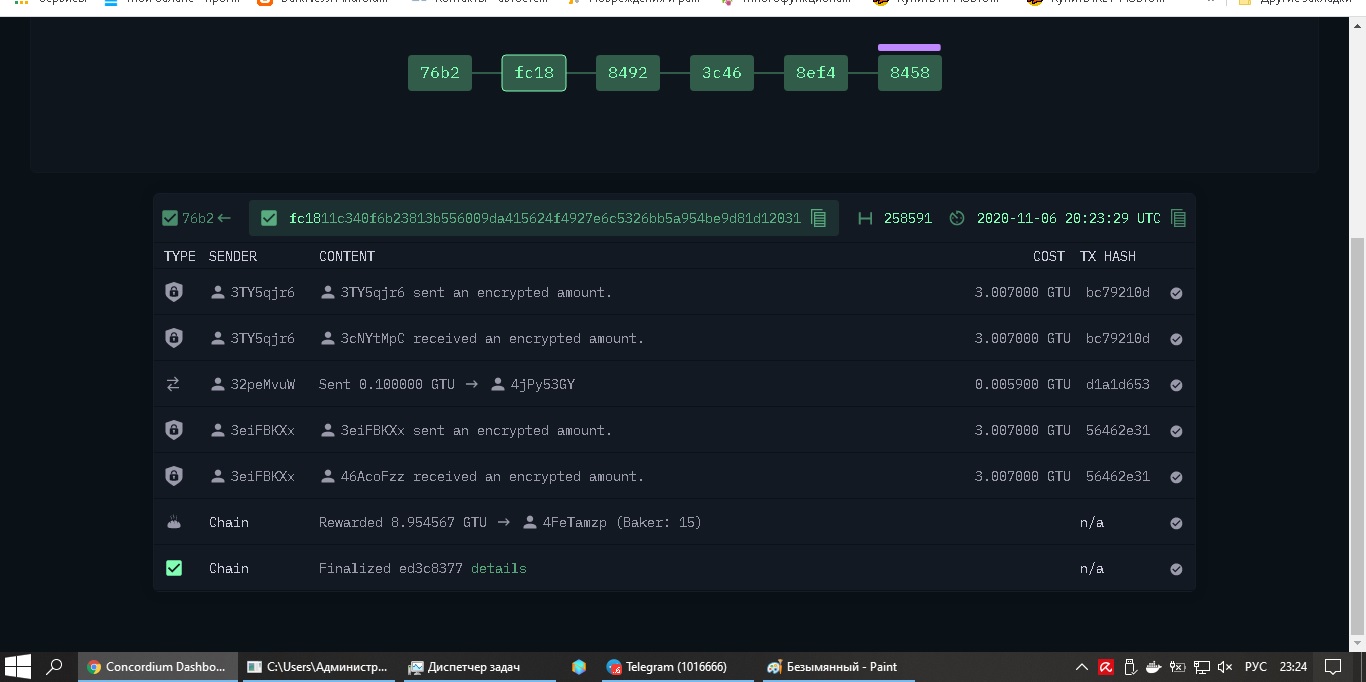 76b2 fc18 8492 3c46 8ef4 8458
76b2 fc1811c340f6b23813b556009da415624f4927e6c5326bb5a954be9d81d12031 258591 2020-11-06 20:23:29 UTC
TYPE SENDER CONTENT COST TX HASH
3TY5qjr6 3TY5qjr6 sent an encrypted amount. 3.007000 GTU bc79210d
3TY5qjr6 3cNYtMpC received an encrypted amount. 3.007000 GTU bc79210d
32peMvuW Sent 0.100000 GTU → 4jPy53GY 0.005900 GTU d1a1d653
3eiFBKXx 3eiFBKXx sent an encrypted amount. 3.007000 GTU 56462e31
3eiFBKXx 46AcoFzz received an encrypted amount. 3.007000 GTU 56462e31
Chain Rewarded 8.954567 GTU → 4FeTamzp (Baker: 15) n/a
Chain Finalized ed3c8377 details n/a
Concordium Dashbo... C:\Users\Администр... Диспетчер задач Telegram (1016666) Безымянный - Paint РУС 23:24